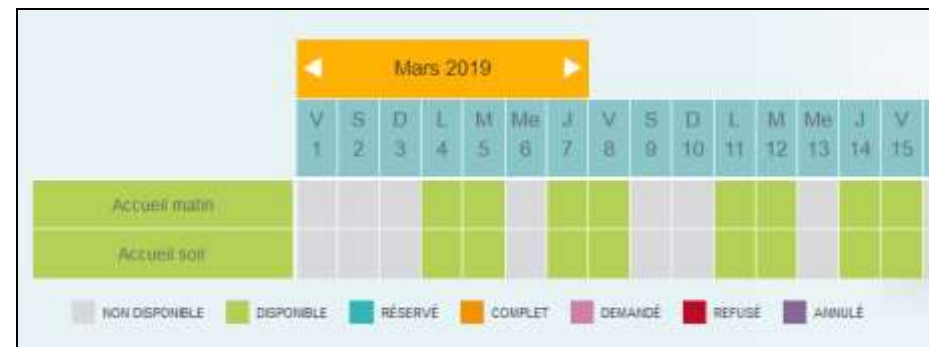 Mars 2019
V S D L M Me J V S D L M Me J V
1 2 3 4 5 6 7 8 9 10 11 12 13 14 15
Accueil matin
Accueil soir
NON DISPONIBLE DISPONIBLE RÉSERVÉ COMPLET DEMANDÉ REFUSÉ ANNULÉ